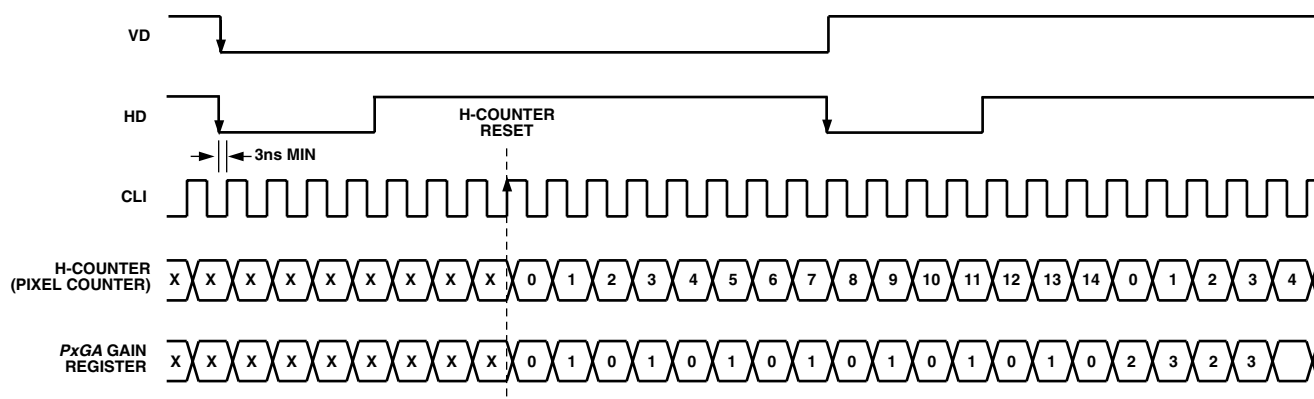 VD
HD
H-COUNTER
RESET
3ns MIN
CLI
H-COUNTER
(PIXEL COUNTER)
X X X X X X X X X 0 1 2 3 4 5 6 7 8 9 10 11 12 13 14 0 1 2 3 4
PxGA GAIN
REGISTER
X X X X X X X X X 0 1 0 1 0 1 0 1 0 1 0 1 0 1 0 2 3 2 3